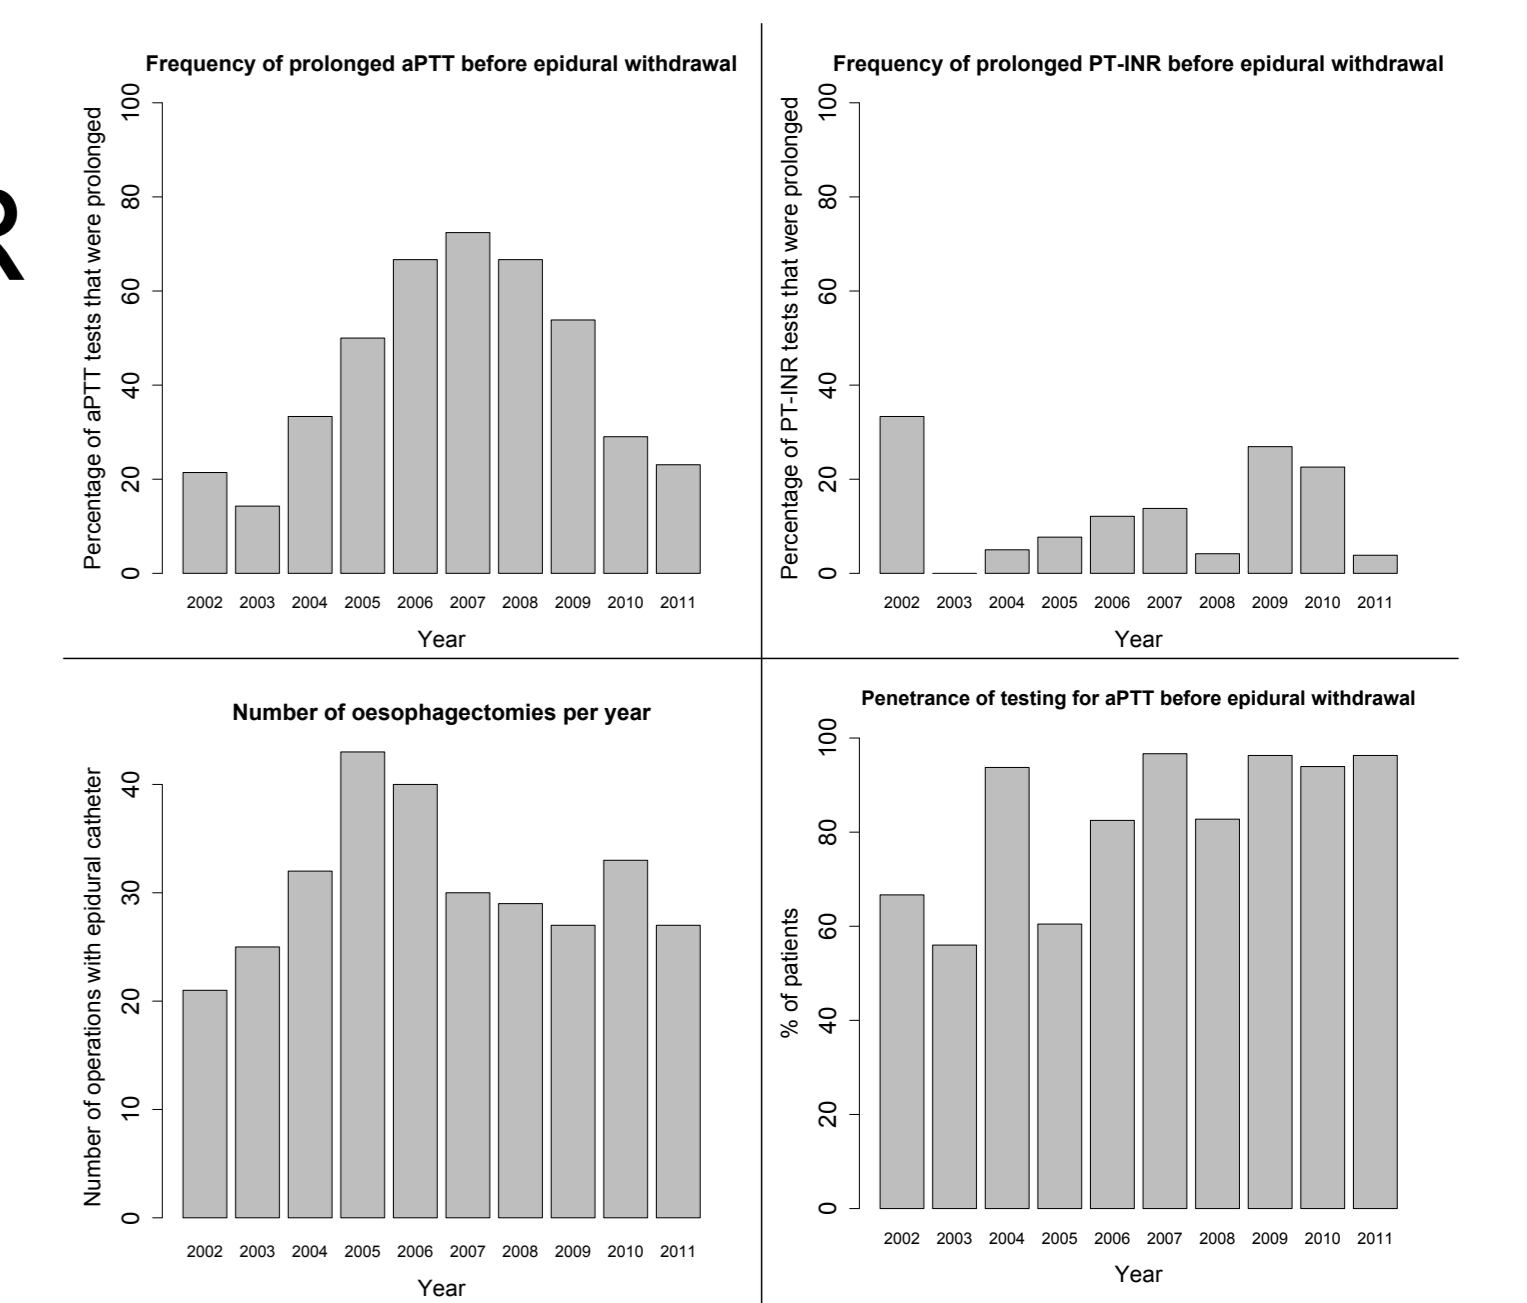 R
Frequency of prolonged aPTT before epidural withdrawal
Percentage of aPTT tests that were prolonged
100
80
60
40
20
0
2002 2003 2004 2005 2006 2007 2008 2009 2010 2011
Year
Frequency of prolonged PT-INR before epidural withdrawal
Percentage of PT-INR tests that were prolonged
100
80
60
40
20
0
2002 2003 2004 2005 2006 2007 2008 2009 2010 2011
Year
Number of oesophagectomies per year
Number of operations with epidural catheter
40
30
20
10
0
2002 2003 2004 2005 2006 2007 2008 2009 2010 2011
Year
Penetrance of testing for aPTT before epidural withdrawal
% of patients
100
80
60
40
20
0
2002 2003 2004 2005 2006 2007 2008 2009 2010 2011
Year